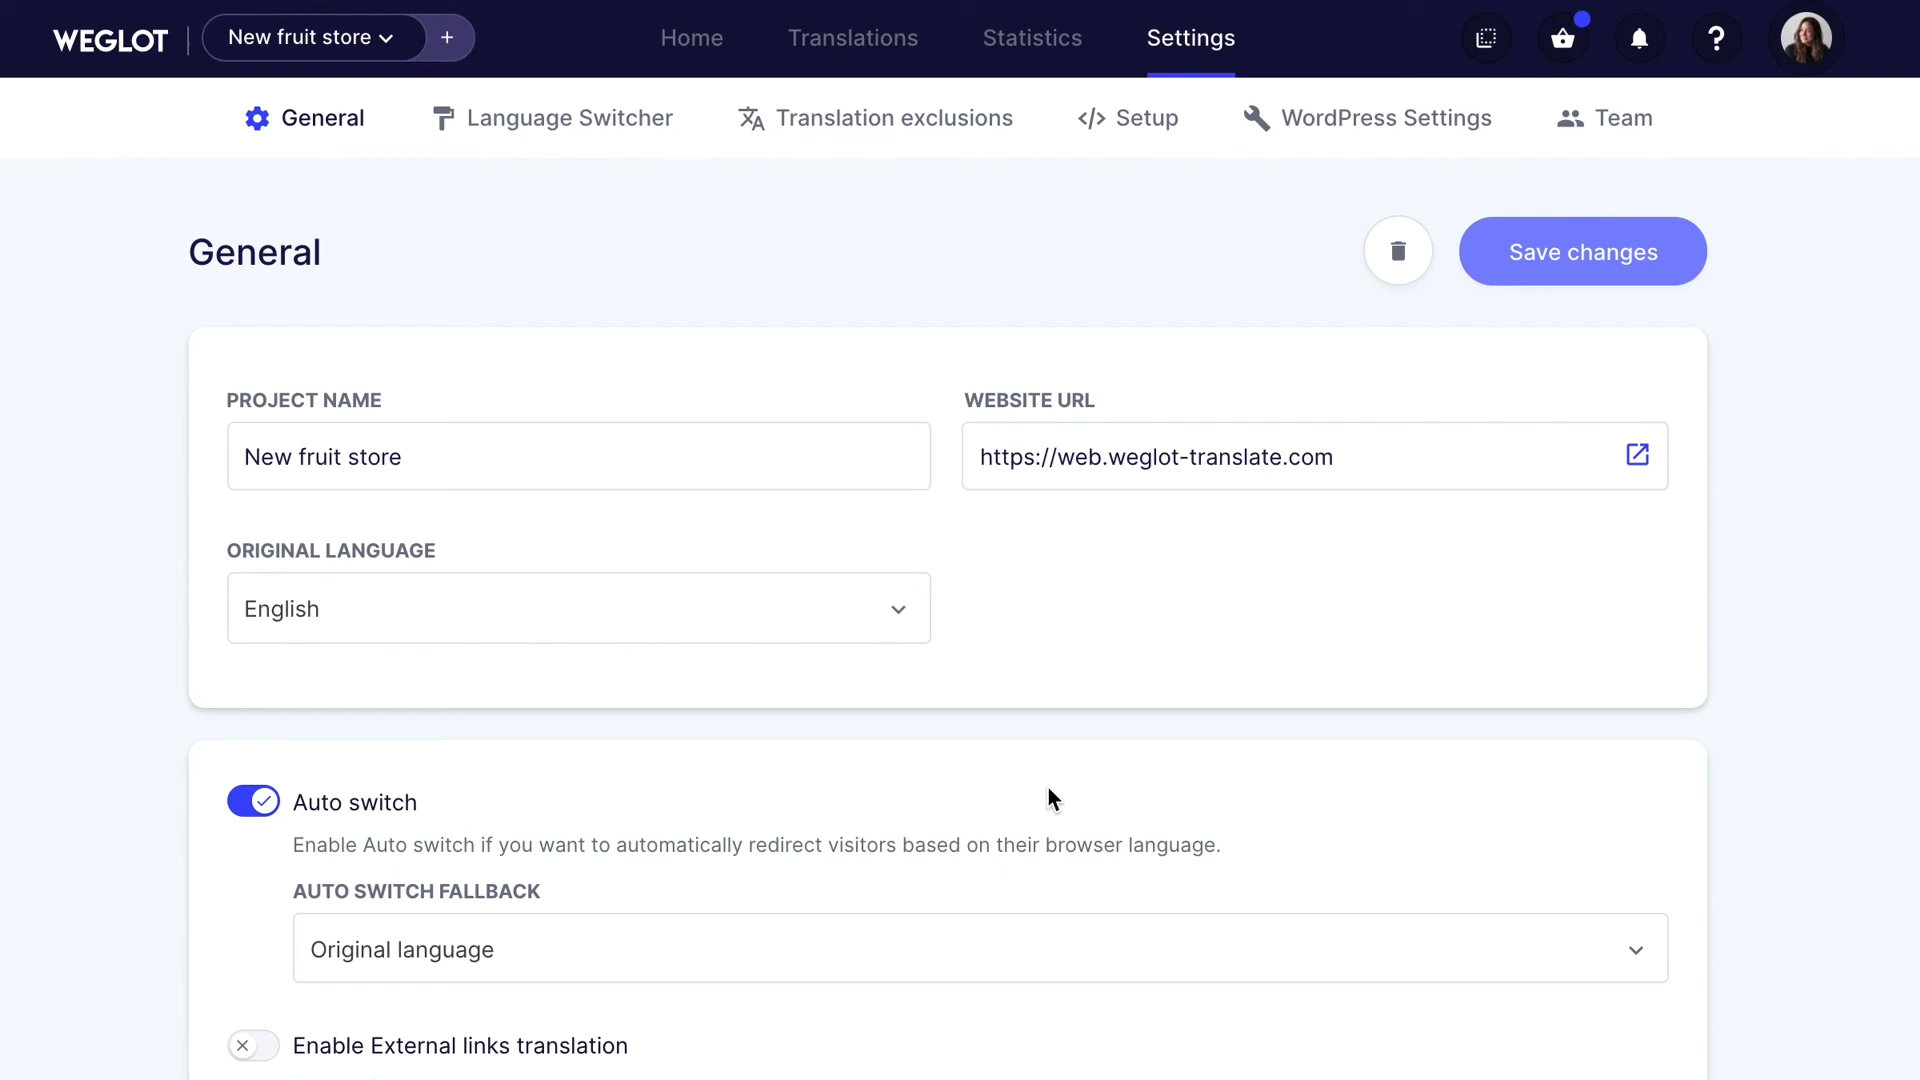 WEGLOT
New fruit store
+
Home
Translations
Statistics
Settings
?
General
Language Switcher
Translation exclusions
</> Setup
WordPress Settings
Team
General
Save changes
PROJECT NAME
WEBSITE URL
New fruit store
https://web.weglot-translate.com
ORIGINAL LANGUAGE
English
Auto switch
Enable Auto switch if you want to automatically redirect visitors based on their browser language.
AUTO SWITCH FALLBACK
Original language
Enable External links translation